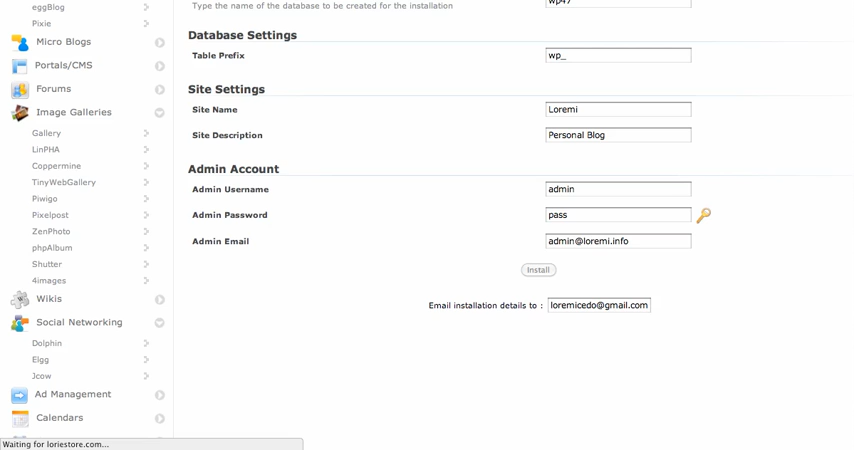 eggBlog
Pixie
Micro Blogs
Portals/CMS
Forums
Image Galleries
Gallery
LinPHA
Coppermine
TinyWebGallery
Piwigo
Pixelpost
ZenPhoto
phpAlbum
Shutter
4images
Wikis
Social Networking
Dolphin
Elgg
Jcow
Ad Management
Calendars
Type the name of the database to be created for the installation
wp47
Database Settings
Table Prefix wp_
Site Settings
Site Name Loremi
Site Description Personal Blog
Admin Account
Admin Username admin
Admin Password pass
Admin Email admin@loremi.info
Install
Email installation details to : loremicedo@gmail.com
Waiting for loriestore.com...